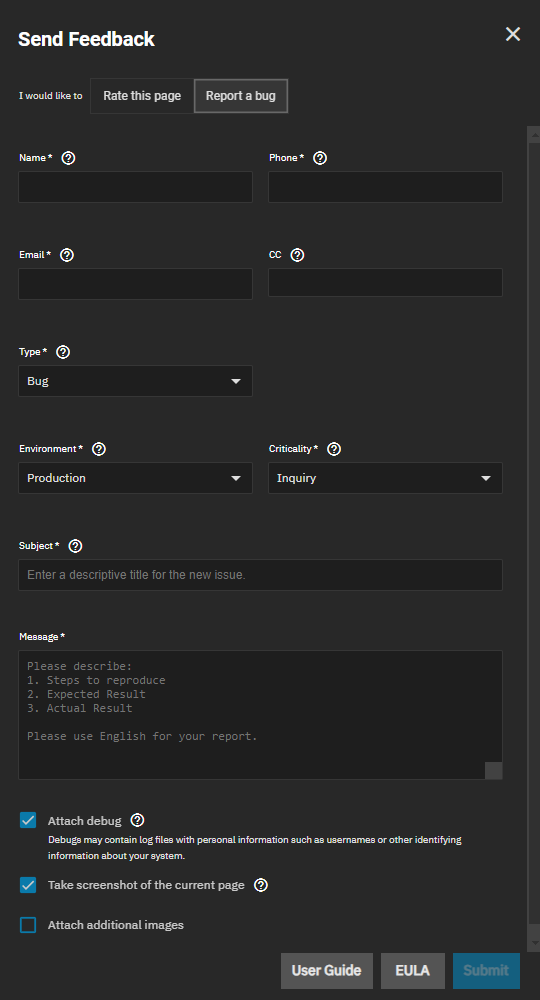 Send Feedback
I would like to Rate this page Report a bug
Name * Phone *
Email * CC
Type *
Bug
Environment * Criticality *
Production Inquiry
Subject *
Enter a descriptive title for the new issue.
Message *
Please describe:
1. Steps to reproduce
2. Expected Result
3. Actual Result
Please use English for your report.
Attach debug
Debugs may contain log files with personal information such as usernames or other identifying
information about your system.
Take screenshot of the current page
Attach additional images
User Guide EULA Submit